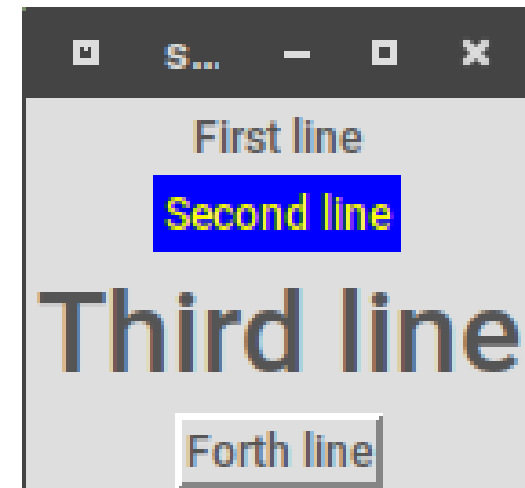 s...
First line
Second line
Third line
Forth line